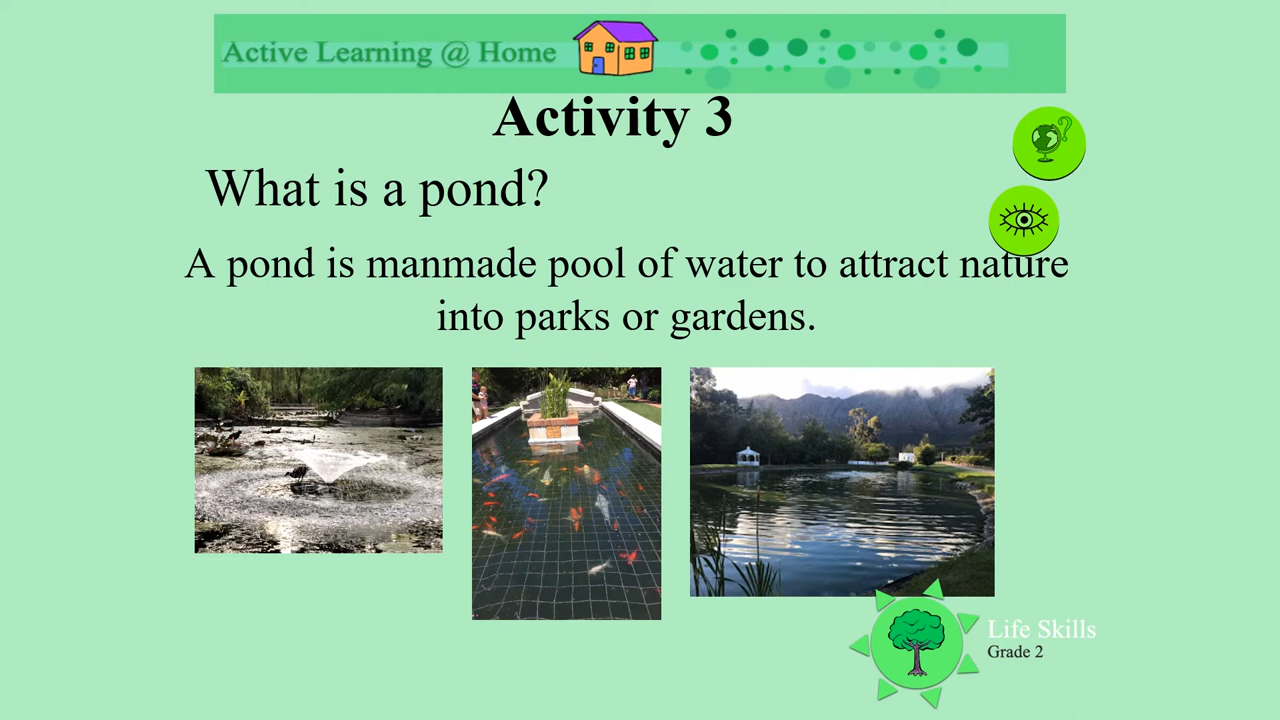 Active Learning @ Home
Activity 3
What is a pond?
A pond is manmade pool of water to attract nature
into parks or gardens.
Life Skills
Grade 2